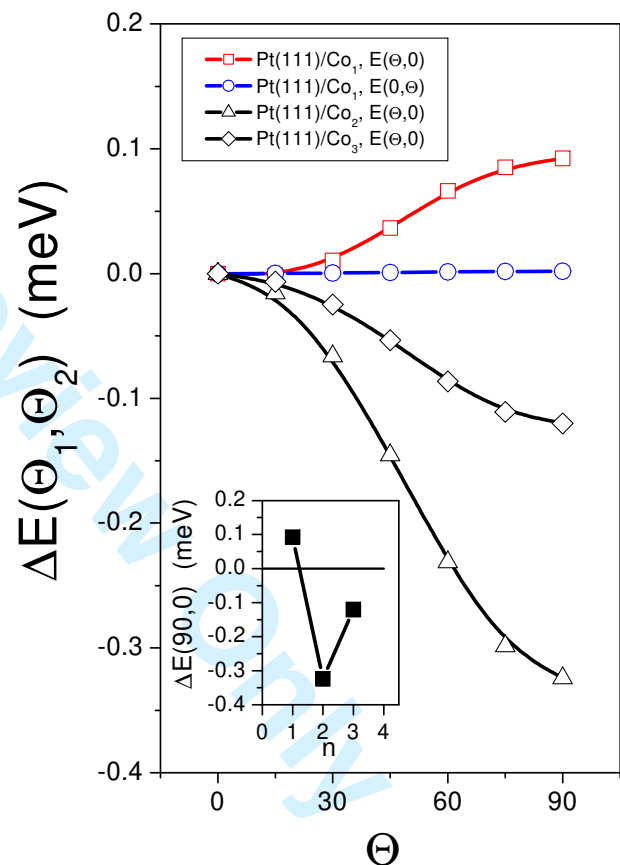 0.2
0.1
0.0
-0.1
-0.2
-0.3
-0.4
ΔE(Θ₁,Θ₂) (meV)
Pt(111)/Co₁, E(Θ,0)
Pt(111)/Co₁, E(0,Θ)
Pt(111)/Co₂, E(Θ,0)
Pt(111)/Co₃, E(Θ,0)
0.2
0.1
0.0
-0.1
-0.2
-0.3
-0.4
ΔE(90,0) (meV)
0 1 2 3 4
n
0 30 60 90
Θ
view Only